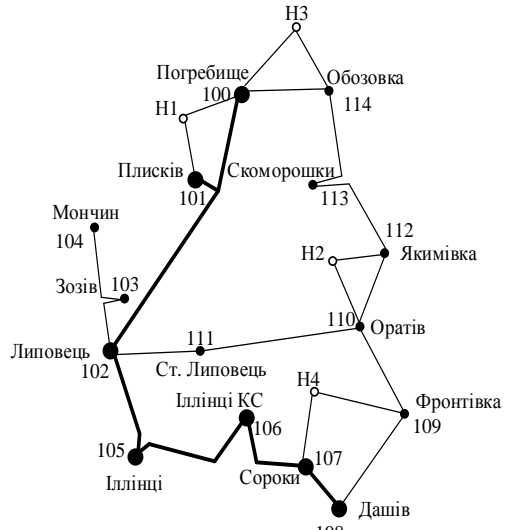 Н3
Погребище
100
Обозовка
114
Н1
Плисків
101
Скоморошки
113
Мончин
104
112
Н2
Якимівка
Зозів
103
110
Оратів
111
Липовець
102
Ст. Липовець
Н4
Іллінці КС
106
Фронтівка
109
105
107
Іллінці
Сороки
Дашів
108